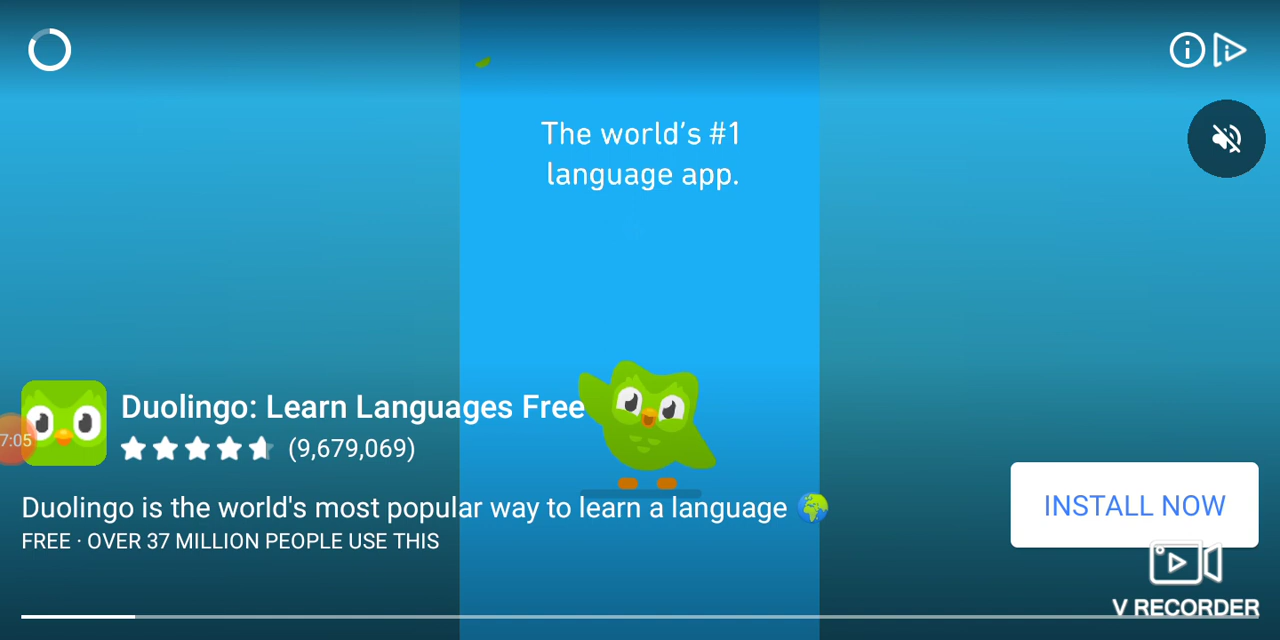 The world's #1
language app.
Duolingo: Learn Languages Free
(9,679,069)
7:05
Duolingo is the world's most popular way to learn a language
FREE · OVER 37 MILLION PEOPLE USE THIS
INSTALL NOW
V RECORDER